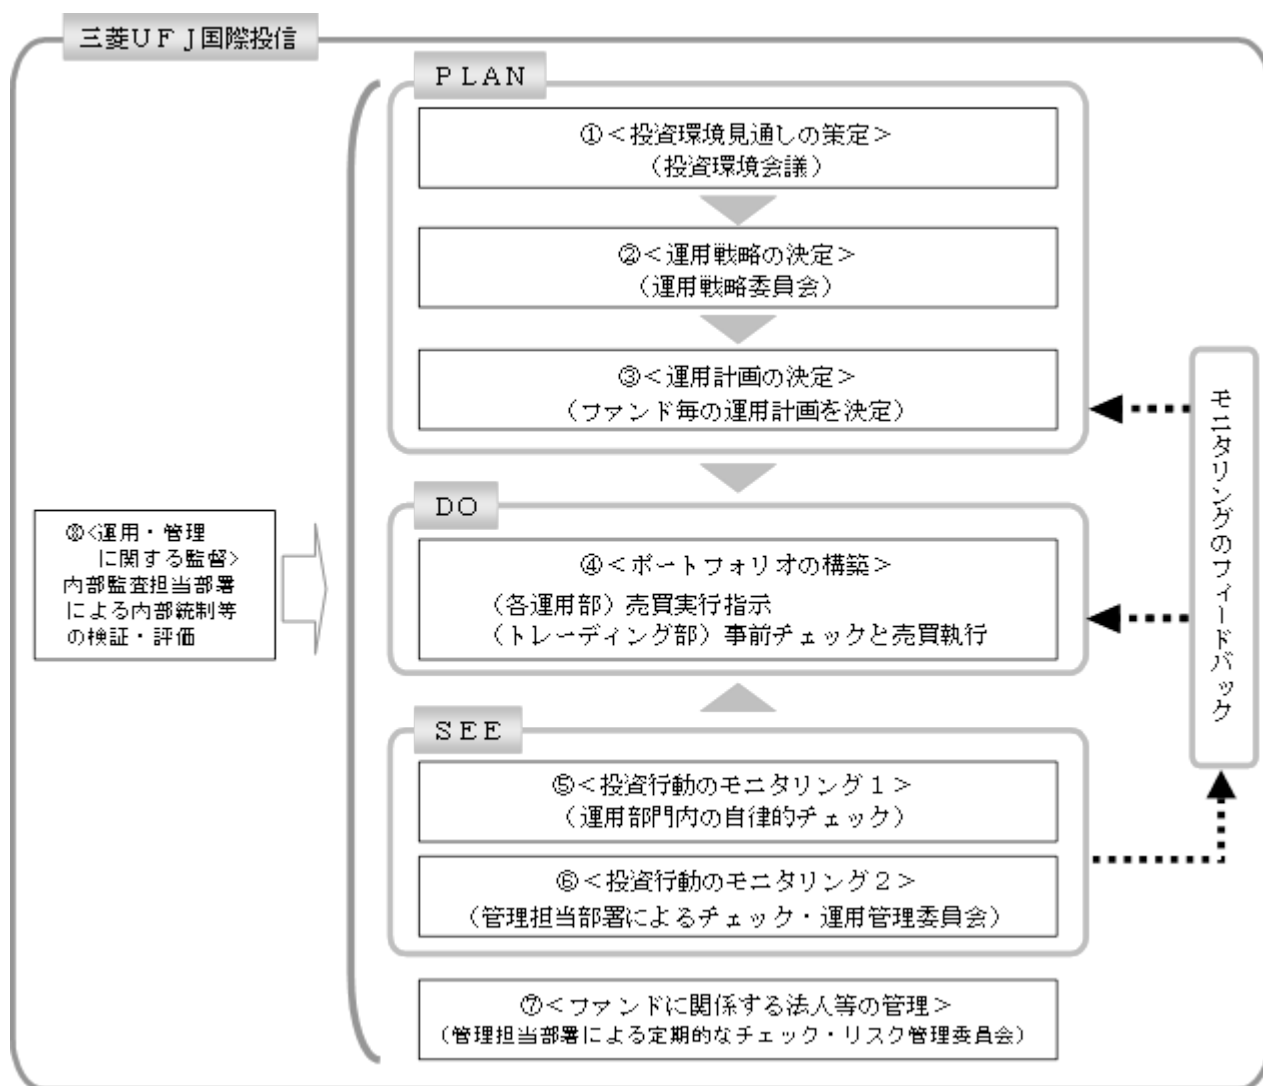 三菱ＵＦＪ国際投信
ＰＬＡＮ
①＜投資環境見通しの策定＞
（投資環境会議）
②＜運用戦略の決定＞
（運用戦略委員会）
③＜運用計画の決定＞
（ファンド毎の運用計画を決定）
ＤＯ
④＜ポートフォリオの構築＞
（各運用部）売買実行指示
（トレーディング部）事前チェックと売買執行
ＳＥＥ
⑤＜投資行動のモニタリング１＞
（運用部門内の自律的チェック）
⑥＜投資行動のモニタリング２＞
（管理担当部署によるチェック・運用管理委員会）
⑦＜ファンドに関係する法人等の管理＞
（管理担当部署による定期的なチェック・リスク管理委員会）
⑧<運用・管理
に関する監督>
内部監査担当部署
による内部統制等
の検証・評価
モニタリングのフィードバック